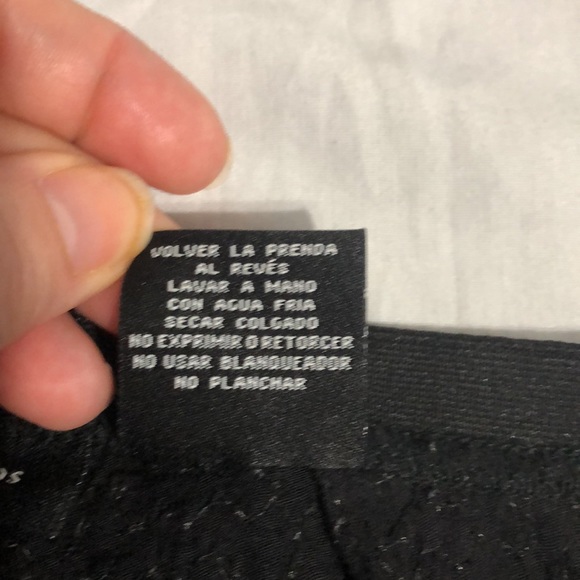 VOLVER LA PRENDA
AL REVÉS
LAVAR A MANO
CON AGUA FRIA
SECAR COLGADO
NO EXPRIMIR O RETORCER
NO USAR BLANQUEADOR
NO PLANCHAR